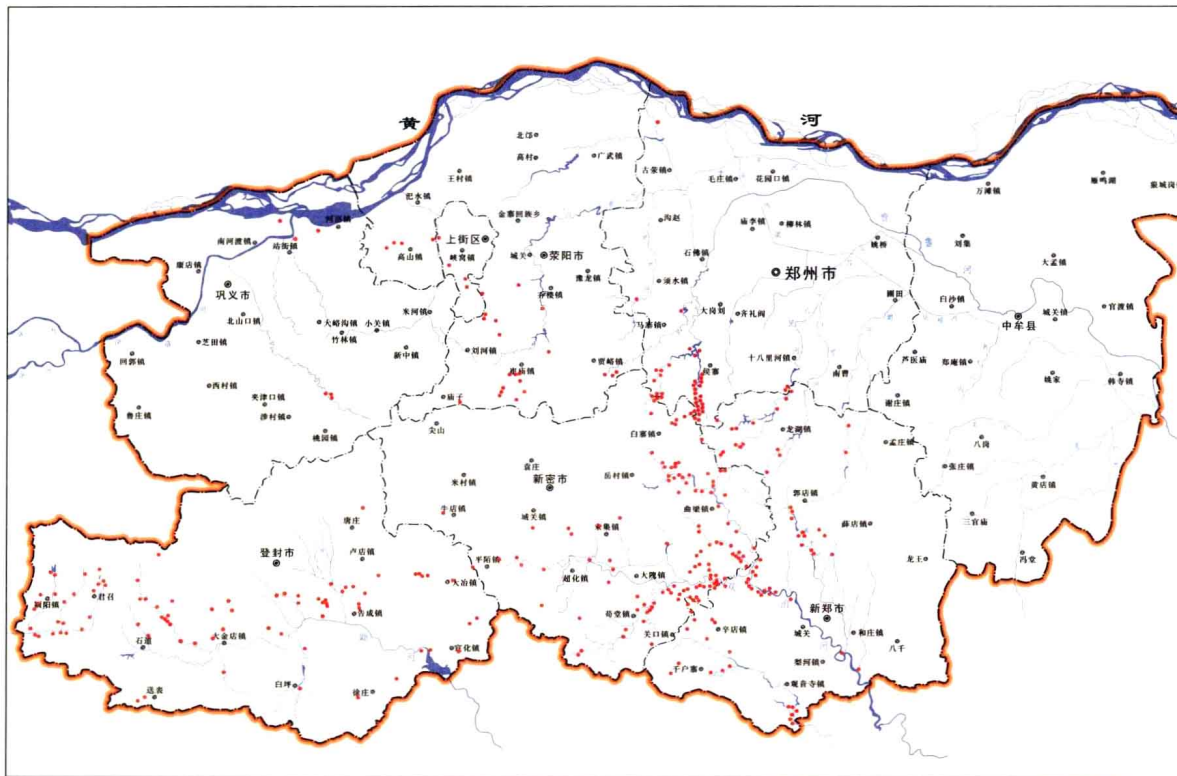 黄
河
北邙
高村
广武镇
王村镇
汜水镇
古荥镇
毛庄镇
花园口镇
万滩镇
雁鸣湖
金寨回族乡
沟赵
庙李镇
柳林镇
姚桥
刘集
大孟镇
河洛镇
南河渡镇
站街镇
康店镇
高山镇
上街区
峡窝镇
城关
荥阳市
豫龙镇
石佛镇
须水镇
郑州市
圃田
白沙镇
城关镇
官渡镇
中牟县
巩义市
北山口镇
大峪沟镇
小关镇
竹林镇
米河镇
乔楼镇
马寨镇
大岗刘
齐礼阎
芝田镇
回郭镇
新中镇
刘河镇
崔庙镇
贾峪镇
侯寨
十八里河镇
南曹
芦医庙
郑庵镇
姚家
韩寺镇
西村镇
夹津口镇
涉村镇
鲁庄镇
桃园镇
庙子
尖山
谢庄镇
白寨镇
龙湖镇
孟庄镇
八岗
张庄镇
黄店镇
袁庄
米村镇
新密市
岳村镇
牛店镇
城关镇
来集镇
曲梁镇
郭店镇
薛店镇
三官庙
冯堂
龙王
唐庄
登封市
卢店镇
平陌镇
大冶镇
超化镇
大隗镇
颍阳镇
君召
告成镇
苟堂镇
关口镇
辛店镇
新郑市
城关
和庄镇
八千
石道
大金店镇
宣化镇
千户寨
梨河镇
观音寺镇
送表
白坪
徐庄